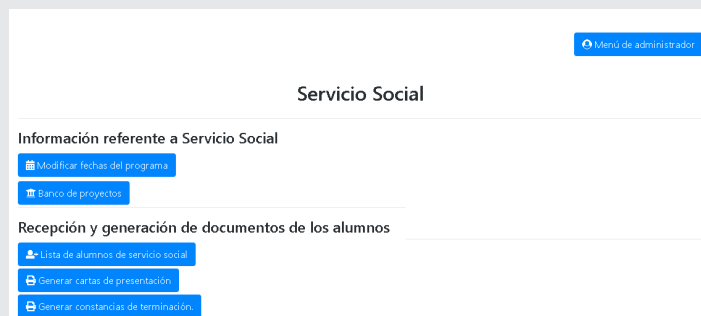 Menú de administrador
Servicio Social
Información referente a Servicio Social
Modificar fechas del programa
Banco de proyectos
Recepción y generación de documentos de los alumnos
Lista de alumnos de servicio social
Generar cartas de presentación
Generar constancias de terminación.